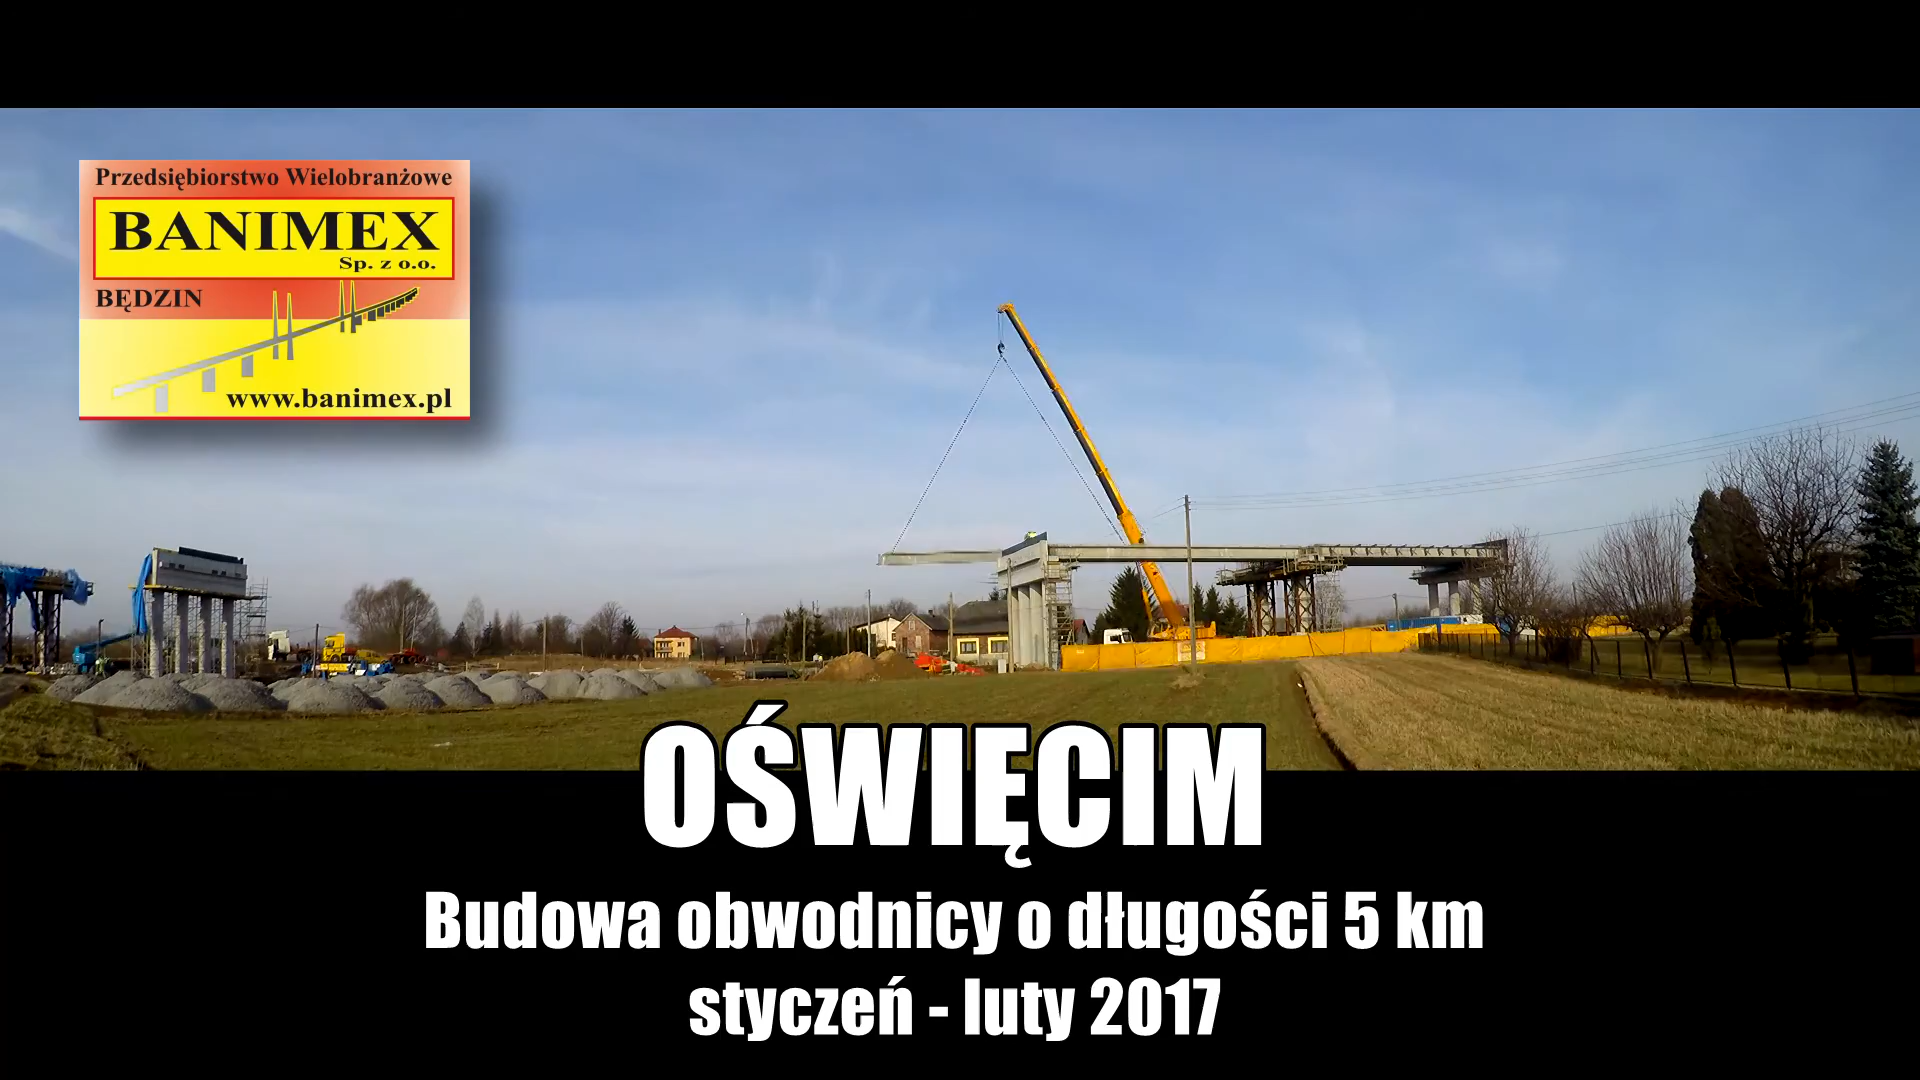 Przedsiębiorstwo Wielobranżowe
BANIMEX
Sp. z o.o.
BĘDZIN
www.banimex.pl
OŚWIĘCIM
Budowa obwodnicy o długości 5 km
styczeń - luty 2017